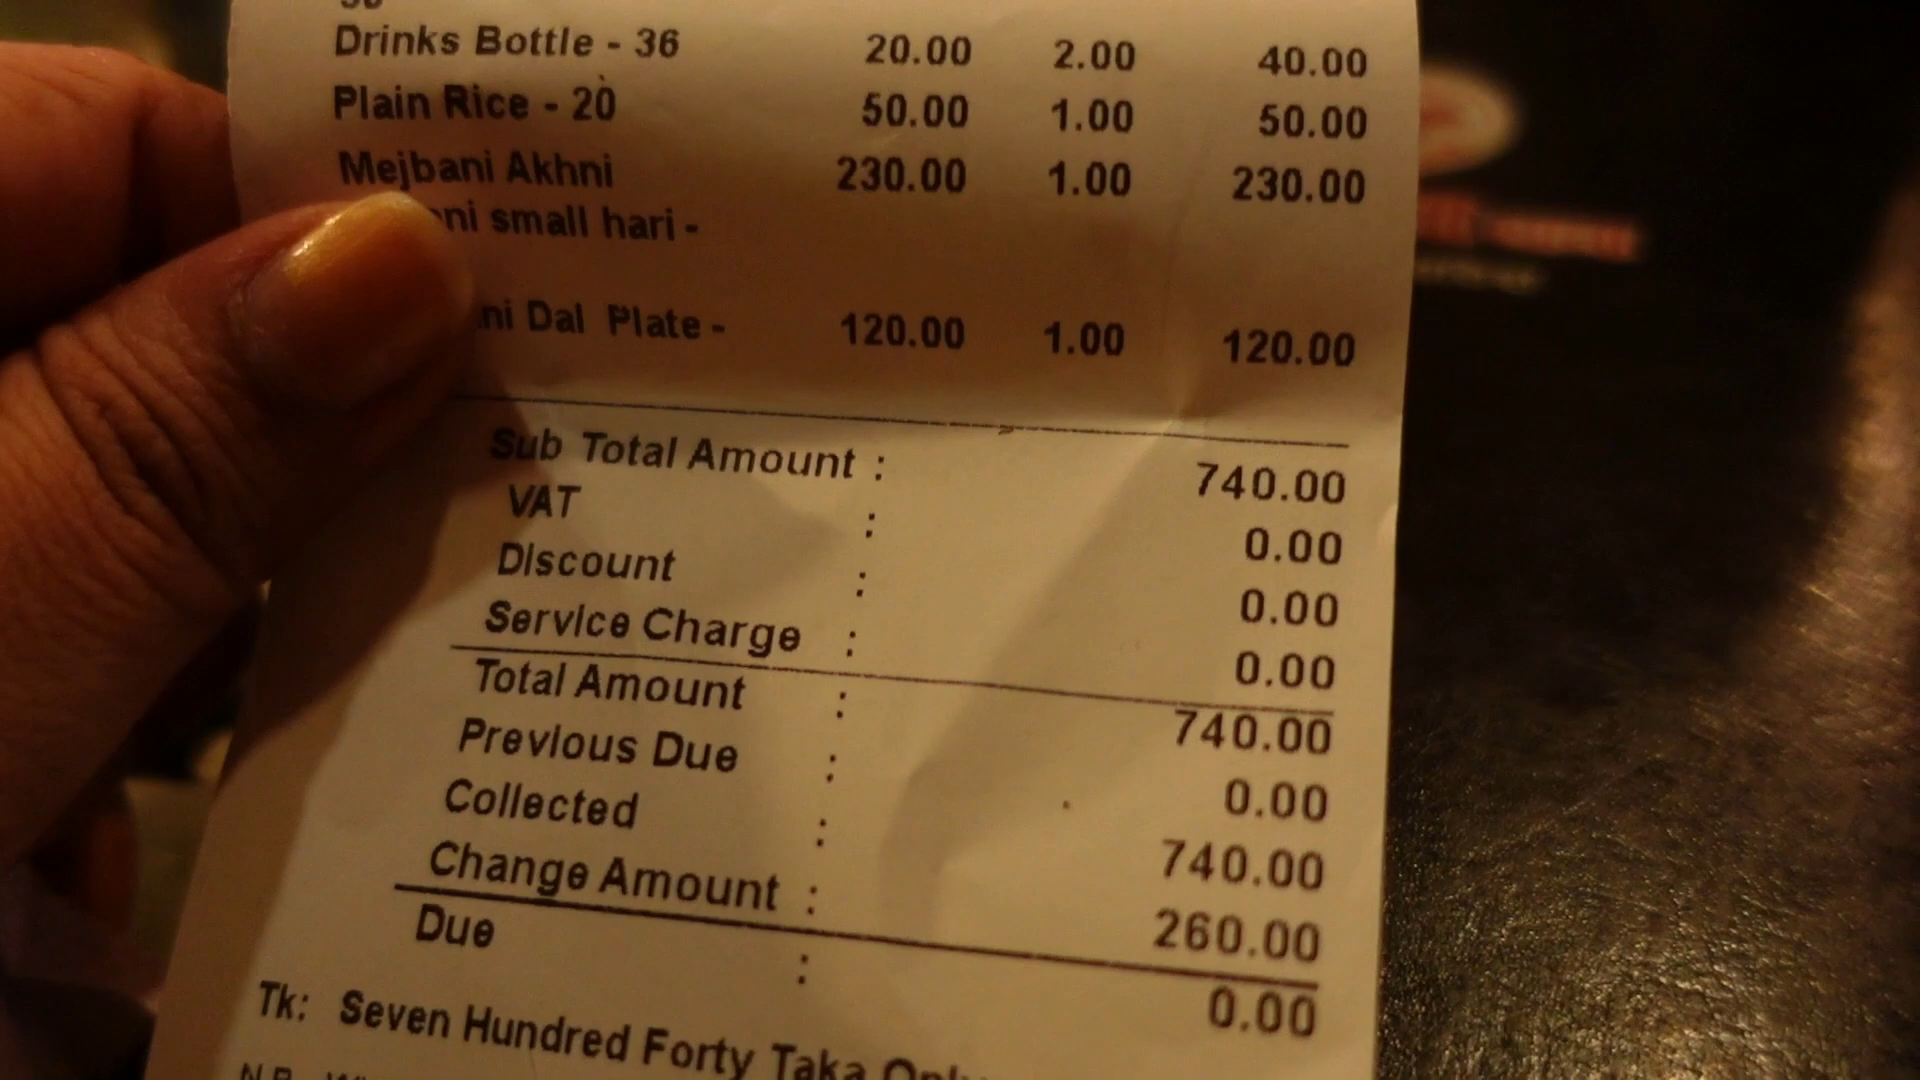 Drinks Bottle - 36 20.00 2.00 40.00
Plain Rice - 20 50.00 1.00 50.00
Mejbani Akhni 230.00 1.00 230.00
small hari -
Dal Plate - 120.00 1.00 120.00
Sub Total Amount : 740.00
VAT : 0.00
Discount : 0.00
Service Charge : 0.00
Total Amount : 740.00
Previous Due : 0.00
Collected : 740.00
Change Amount : 260.00
Due : 0.00
Tk: Seven Hundred Forty Taka